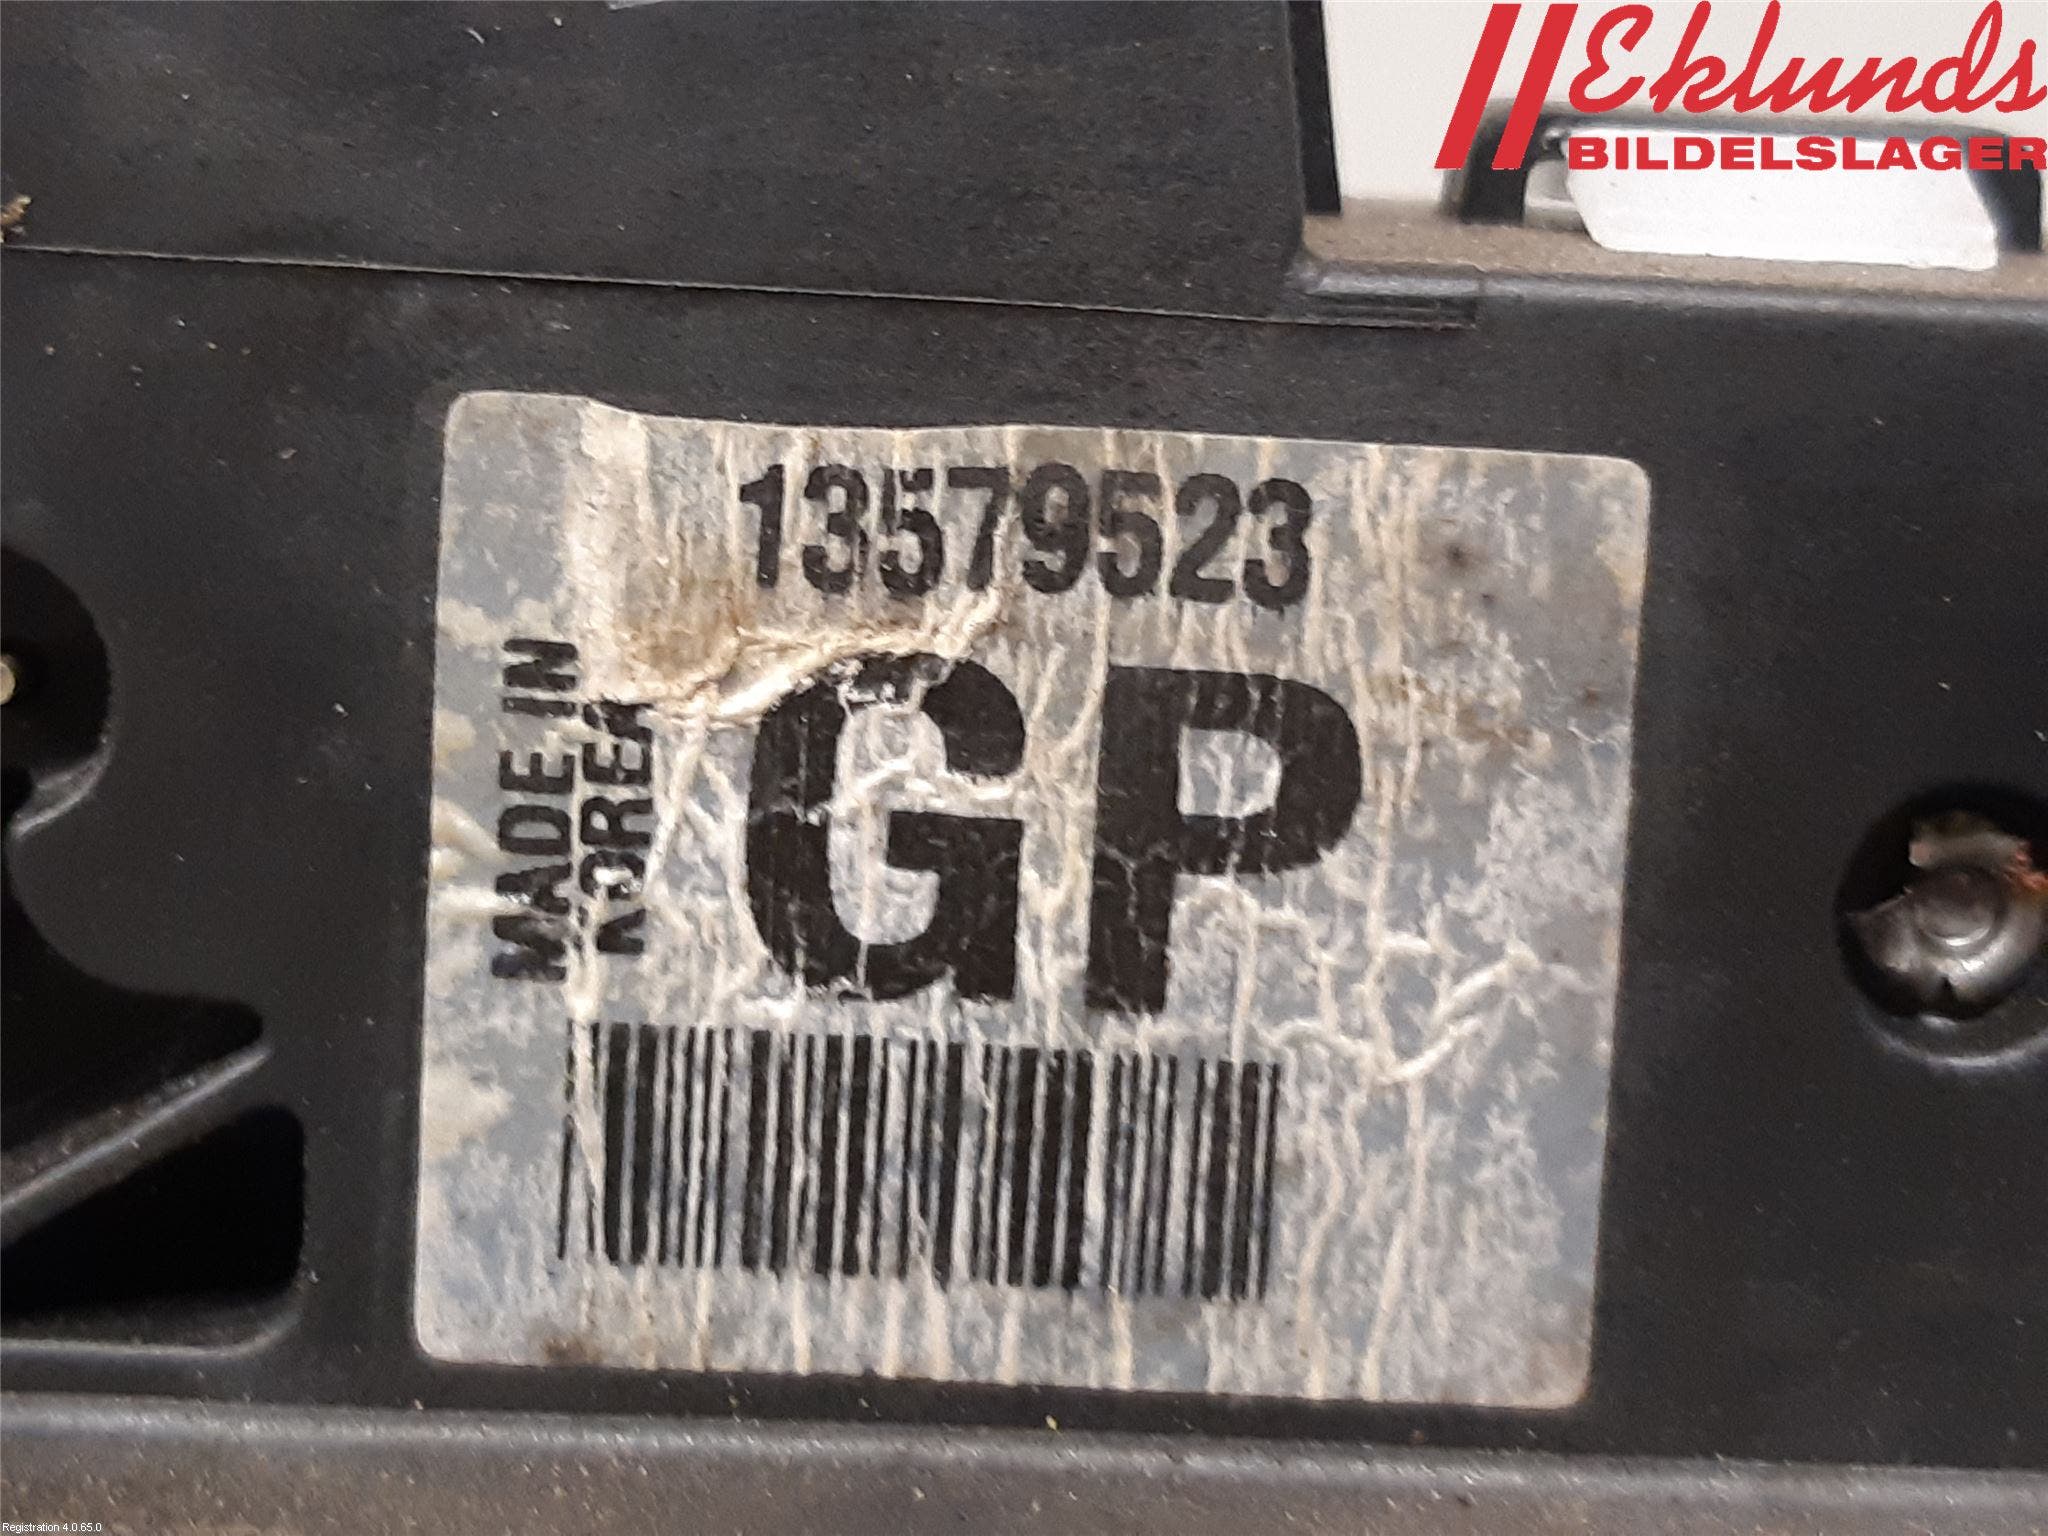 Eklunds
BILDELSLAGER
13579523
MADE IN
KOREA
GP
Registration 4.0.65.0